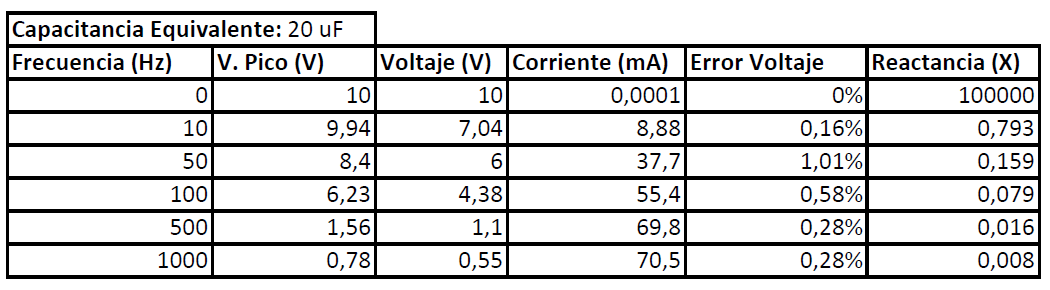 Capacitancia Equivalente: 20 uF
Frecuencia (Hz) V. Pico (V) Voltaje (V) Corriente (mA) Error Voltaje Reactancia (X)
0 10 10 0,0001 0% 100000
10 9,94 7,04 8,88 0,16% 0,793
50 8,4 6 37,7 1,01% 0,159
100 6,23 4,38 55,4 0,58% 0,079
500 1,56 1,1 69,8 0,28% 0,016
1000 0,78 0,55 70,5 0,28% 0,008